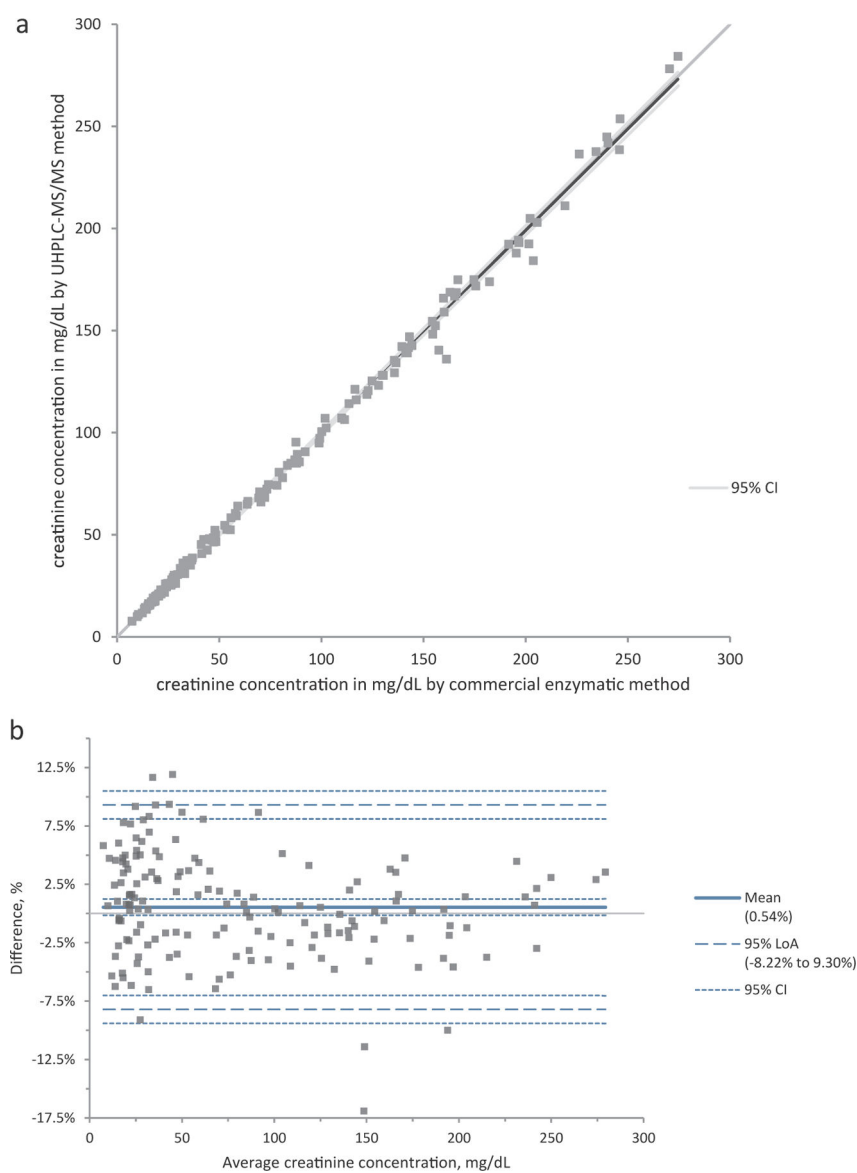 a
creatinine concentration in mg/dL by UHPLC-MS/MS method
300
250
200
150
100
50
0
0 50 100 150 200 250 300
95% CI
creatinine concentration in mg/dL by commercial enzymatic method
b
Difference, %
12.5%
7.5%
2.5%
-2.5%
-7.5%
-12.5%
-17.5%
0 50 100 150 200 250 300
Average creatinine concentration, mg/dL
Mean
(0.54%)
95% LoA
(-8.22% to 9.30%)
95% CI